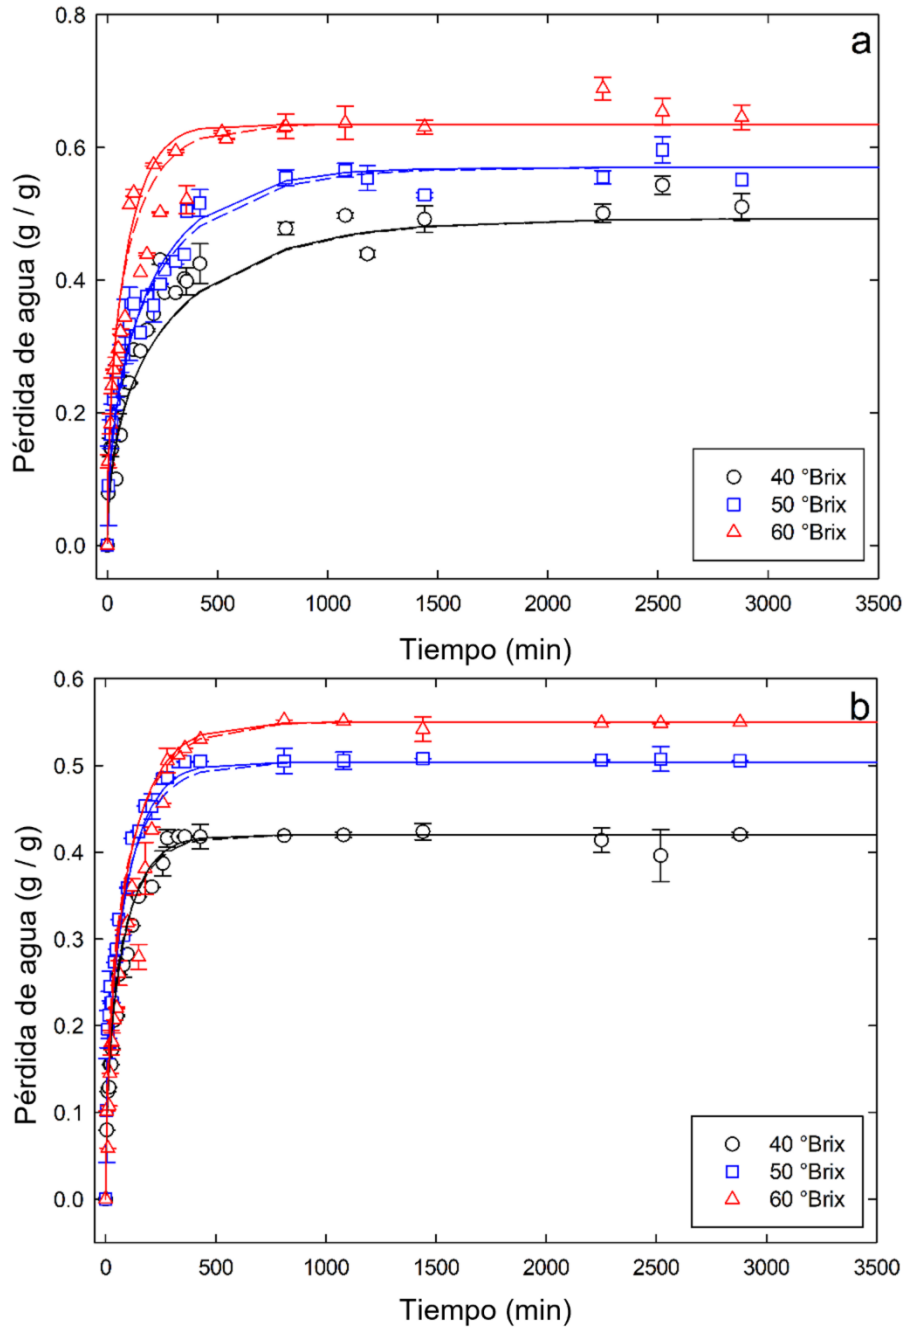 a
0.8
0.6
0.4
0.2
0.0
Pérdida de agua (g / g)
40 °Brix
50 °Brix
60 °Brix
0 500 1000 1500 2000 2500 3000 3500
Tiempo (min)
b
0.6
0.5
0.4
0.3
0.2
0.1
0.0
Pérdida de agua (g / g)
40 °Brix
50 °Brix
60 °Brix
0 500 1000 1500 2000 2500 3000 3500
Tiempo (min)